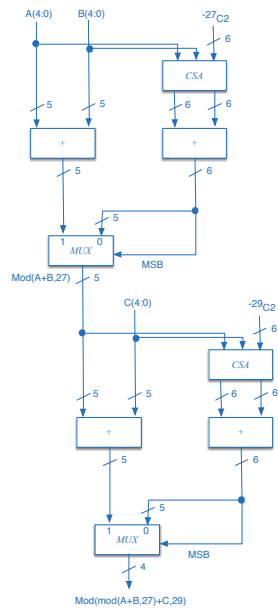 A(4:0) B(4:0) -27C2
6
CSA
5 5 6 6
+ +
5 5 6
1 0
MUX
MSB
Mod(A+B,27) 5
C(4:0) -29C2
6
CSA
5 5 6 6
+ +
5 5 6
1 0
MUX
MSB
4
Mod(mod(A+B,27)+C,29)